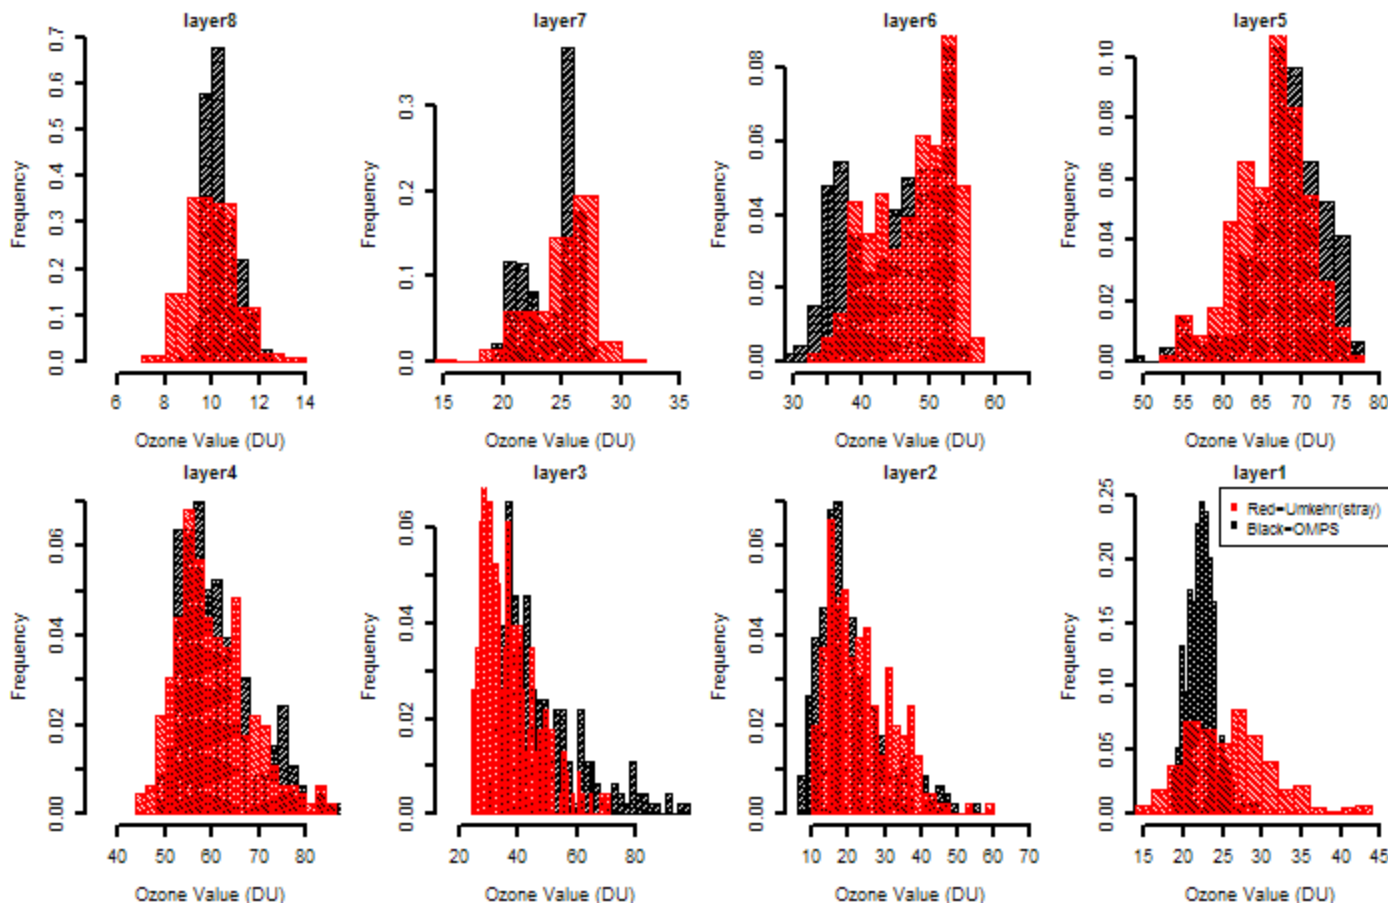 layer8
0.7
0.6
0.5
0.4
0.3
0.2
0.1
0.0
Frequency
6 8 10 12 14
Ozone Value (DU)
layer7
0.3
0.2
0.1
0.0
Frequency
15 20 25 30 35
Ozone Value (DU)
layer6
0.08
0.06
0.04
0.02
0.00
Frequency
30 40 50 60
Ozone Value (DU)
layer5
0.10
0.08
0.06
0.04
0.02
0.00
Frequency
50 55 60 65 70 75 80
Ozone Value (DU)
layer4
0.06
0.04
0.02
0.00
Frequency
40 50 60 70 80
Ozone Value (DU)
layer3
0.06
0.04
0.02
0.00
Frequency
20 40 60 80
Ozone Value (DU)
layer2
0.06
0.04
0.02
0.00
Frequency
10 20 30 40 50 60 70
Ozone Value (DU)
layer1
Red=Umkehr(stray)
Black=OMPS
0.25
0.20
0.15
0.10
0.05
0.00
Frequency
15 20 25 30 35 40 45
Ozone Value (DU)